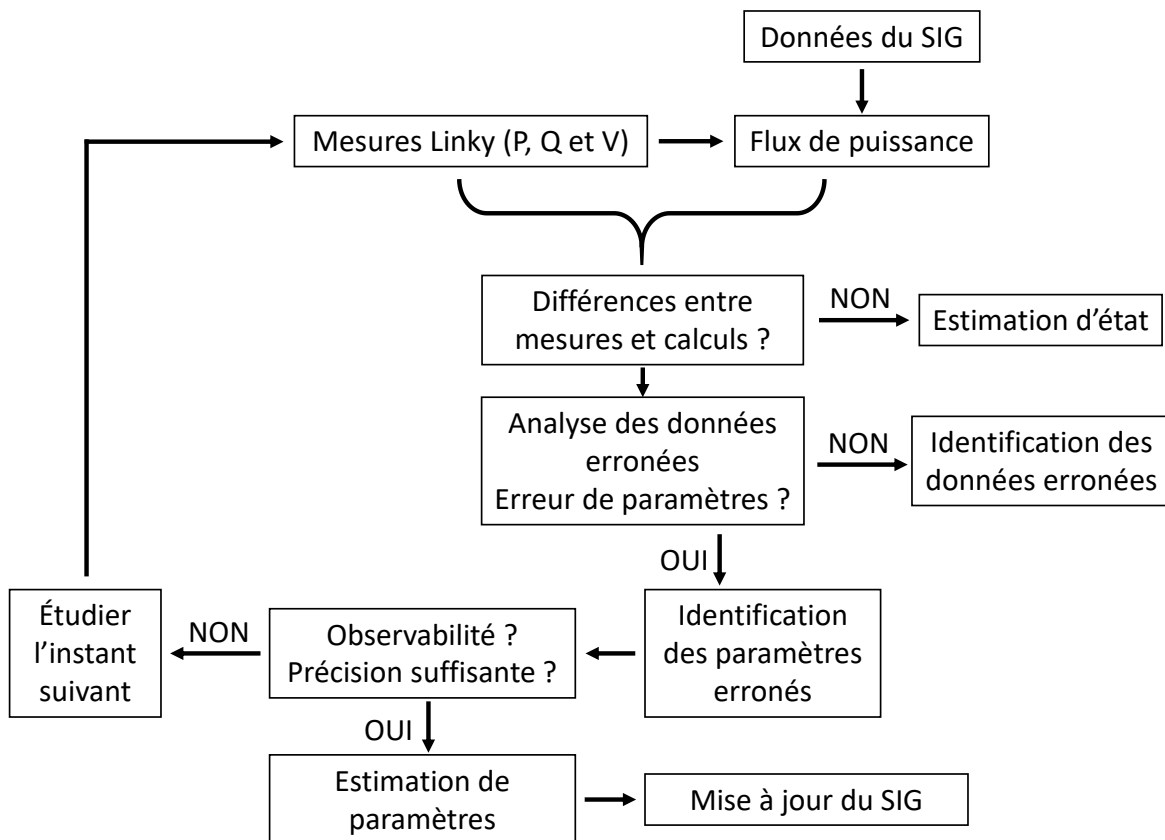 Données du SIG
Mesures Linky (P, Q et V)
Flux de puissance
Différences entre
mesures et calculs ?
NON
Estimation d’état
Analyse des données
erronées
Erreur de paramètres ?
NON
Identification des
données erronées
OUI
Identification
des paramètres
erronés
Observabilité ?
Précision suffisante ?
NON
Étudier
l’instant
suivant
OUI
Estimation de
paramètres
Mise à jour du SIG